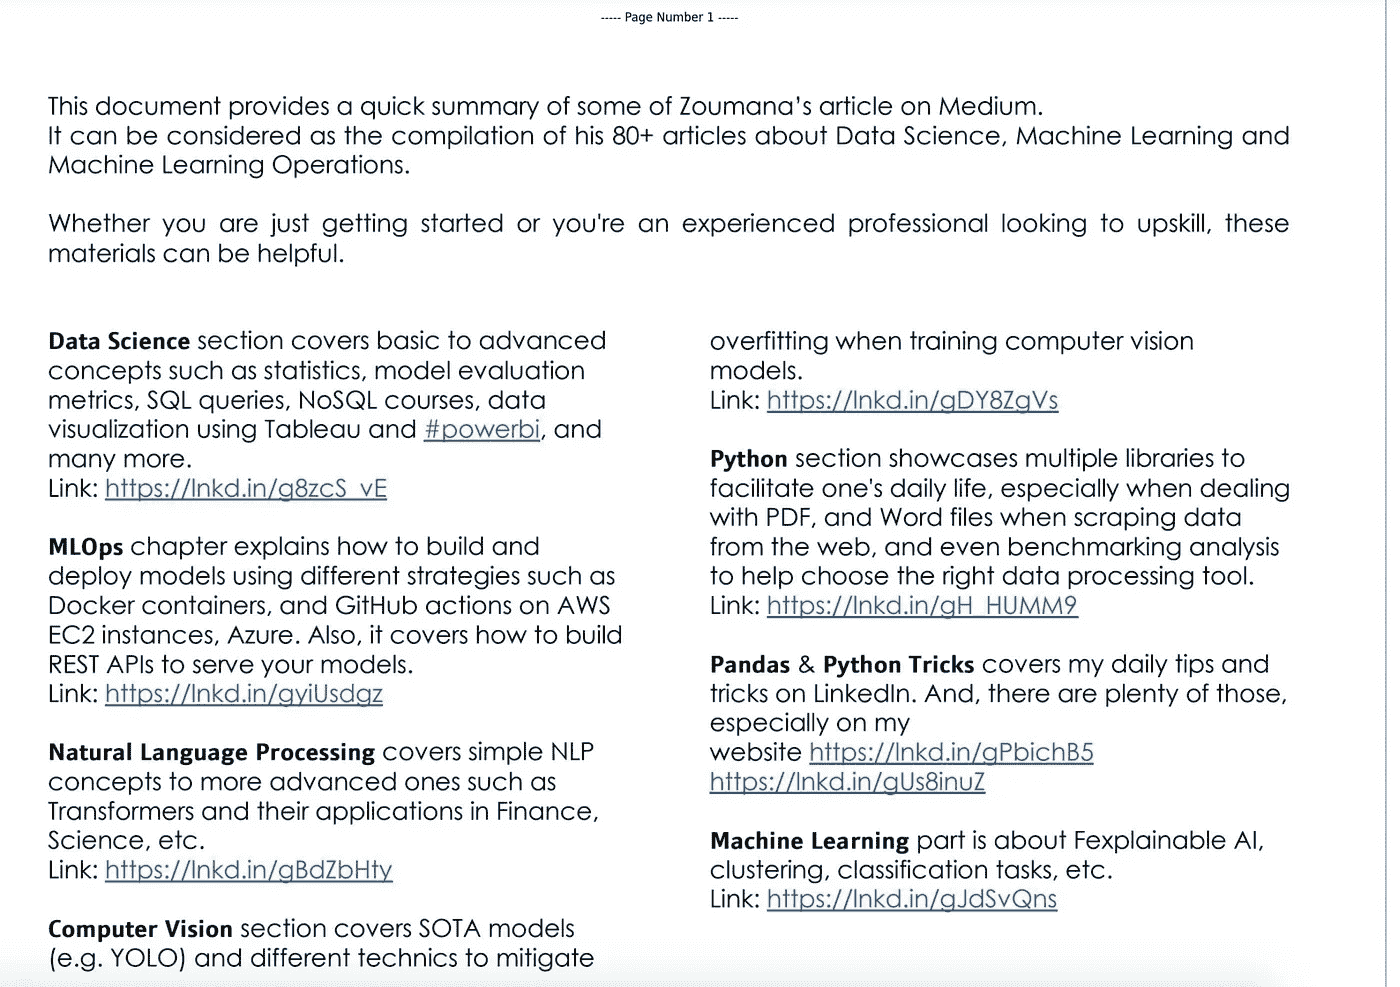 ----- Page Number 1 -----
This document provides a quick summary of some of Zoumana's article on Medium.
It can be considered as the compilation of his 80+ articles about Data Science, Machine Learning and
Machine Learning Operations.
Whether you are just getting started or you're an experienced professional looking to upskill, these
materials can be helpful.
Data Science section covers basic to advanced
concepts such as statistics, model evaluation
metrics, SQL queries, NoSQL courses, data
visualization using Tableau and #powerbi, and
many more.
Link: https://lnkd.in/g8zcS_vE
MLOps chapter explains how to build and
deploy models using different strategies such as
Docker containers, and GitHub actions on AWS
EC2 instances, Azure. Also, it covers how to build
REST APIs to serve your models.
Link: https://lnkd.in/gyiUsdgz
Natural Language Processing covers simple NLP
concepts to more advanced ones such as
Transformers and their applications in Finance,
Science, etc.
Link: https://lnkd.in/gBdZbHty
Computer Vision section covers SOTA models
(e.g. YOLO) and different technics to mitigate
overfitting when training computer vision
models.
Link: https://lnkd.in/gDY8ZgVs
Python section showcases multiple libraries to
facilitate one's daily life, especially when dealing
with PDF, and Word files when scraping data
from the web, and even benchmarking analysis
to help choose the right data processing tool.
Link: https://lnkd.in/gH_HUMM9
Pandas & Python Tricks covers my daily tips and
tricks on LinkedIn. And, there are plenty of those,
especially on my
website https://lnkd.in/gPbichB5
https://lnkd.in/gUs8inuZ
Machine Learning part is about Fexplainable AI,
clustering, classification tasks, etc.
Link: https://lnkd.in/gJdSvQns